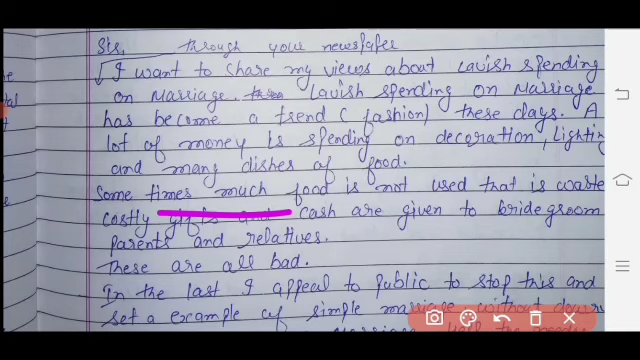 Sir, through your newspaper
I want to share my views about Lavish spending
on Marriage. Lavish spending on Marriage
has become a trend (fashion) these days. A
lot of money is spending on decoration, Lighting
and many dishes of food.
Some times much food is not used that is waste
costly gifts and cash are given to bridegroom
parents and relatives.
These are all bad.
In the last I appeal to public to stop this and
set a example of simple marriage without